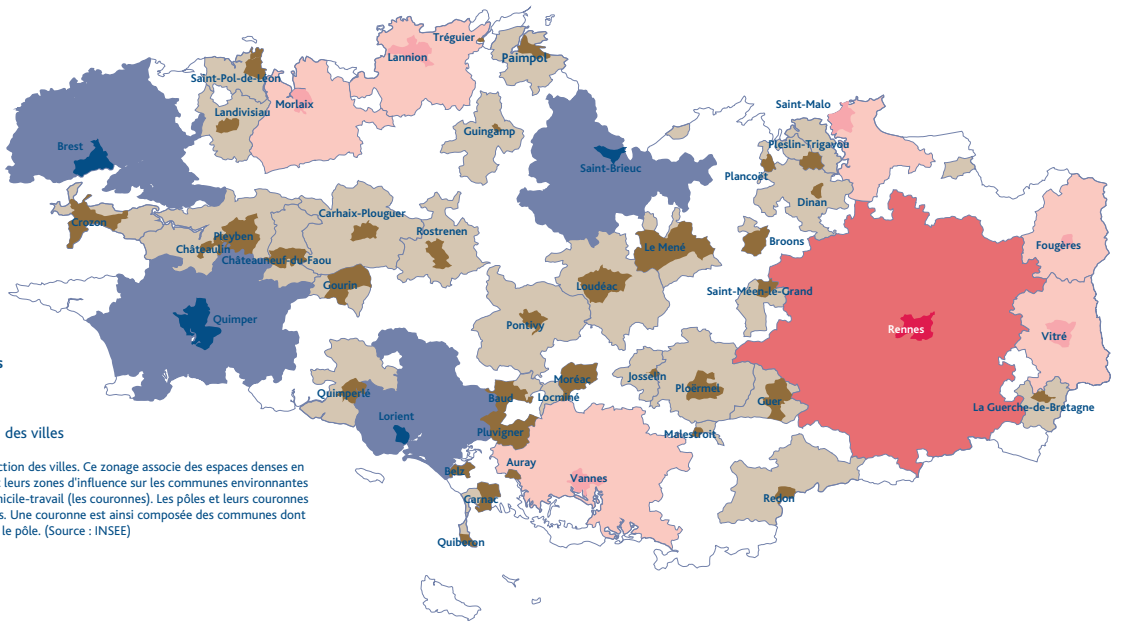 Tréguier
Lannion
Paimpol
Saint-Pol-de-Léon
Morlaix
Saint-Malo
Landivisiau
Guingamp
Pleslin-Trigavou
Brest
Saint-Brieuc
Plancoët
Dinan
Crozon
Carhaix-Plouguer
Rostrenen
Pleyben
Châteaulin
Le Mené
Broons
Fougères
Châteauneuf-du-Faou
Gourin
Loudéac
Saint-Méen-le-Grand
Quimper
Pontivy
Rennes
Vitré
s
Moréac
Josselin
Ploërmel
Quimperlé
Baud
Locminé
Guer
La Guerche-de-Bretagne
Lorient
des villes
Pluvigner
Malestroit
Auray
ction des villes. Ce zonage associe des espaces denses en
t leurs zones d'influence sur les communes environnantes
Belz
Vannes
micile-travail (les couronnes). Les pôles et leurs couronnes
Carnac
Redon
s. Une couronne est ainsi composée des communes dont
le pôle. (Source : INSEE)
Quiberon